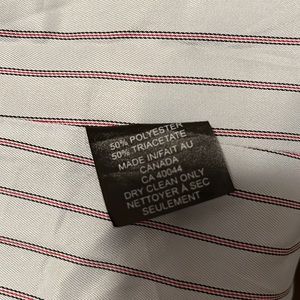 50% POLYESTER
50% TRIACETATE
MADE IN/FAIT AU
CANADA
CA 40044
DRY CLEAN ONLY
NETTOYER A SEC
SEULEMENT